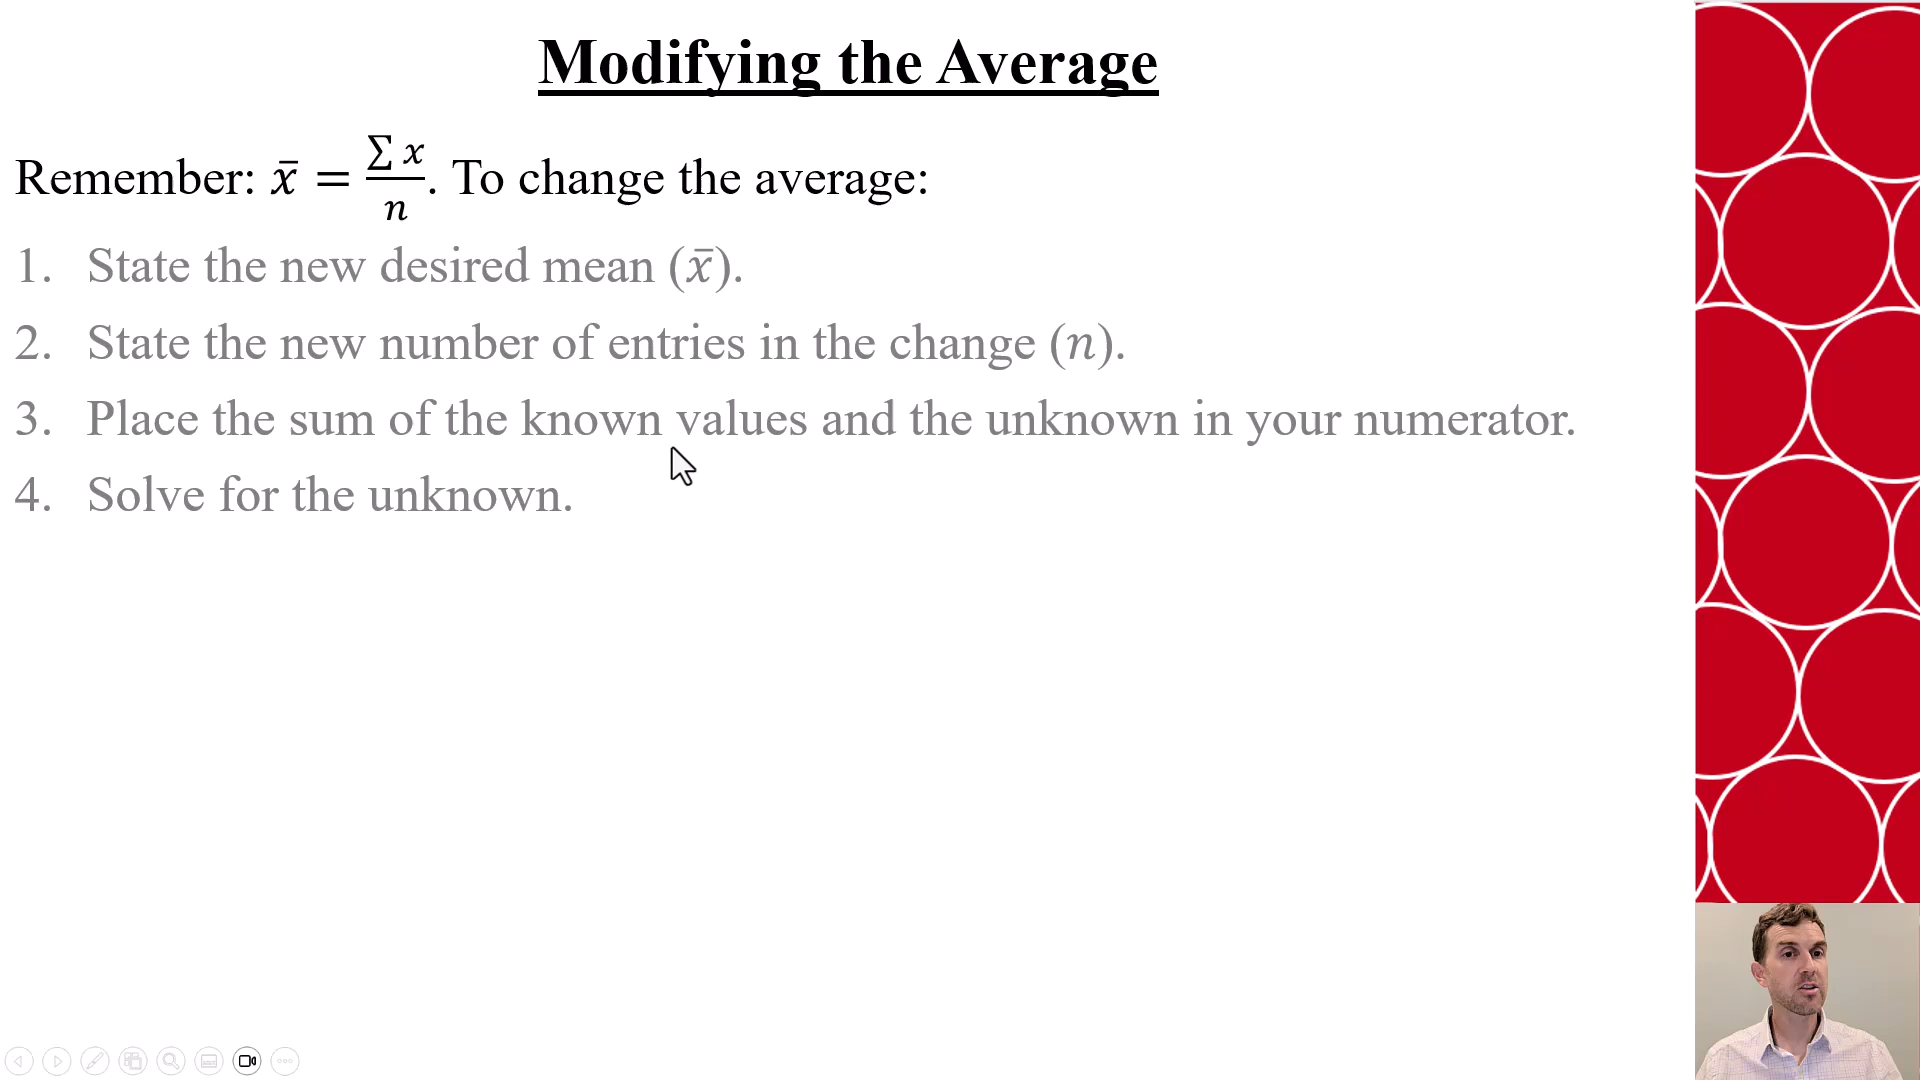 Modifying the Average
Remember: x̄ = ∑x/n. To change the average:
1. State the new desired mean (x̄).
2. State the new number of entries in the change (n).
3. Place the sum of the known values and the unknown in your numerator.
4. Solve for the unknown.